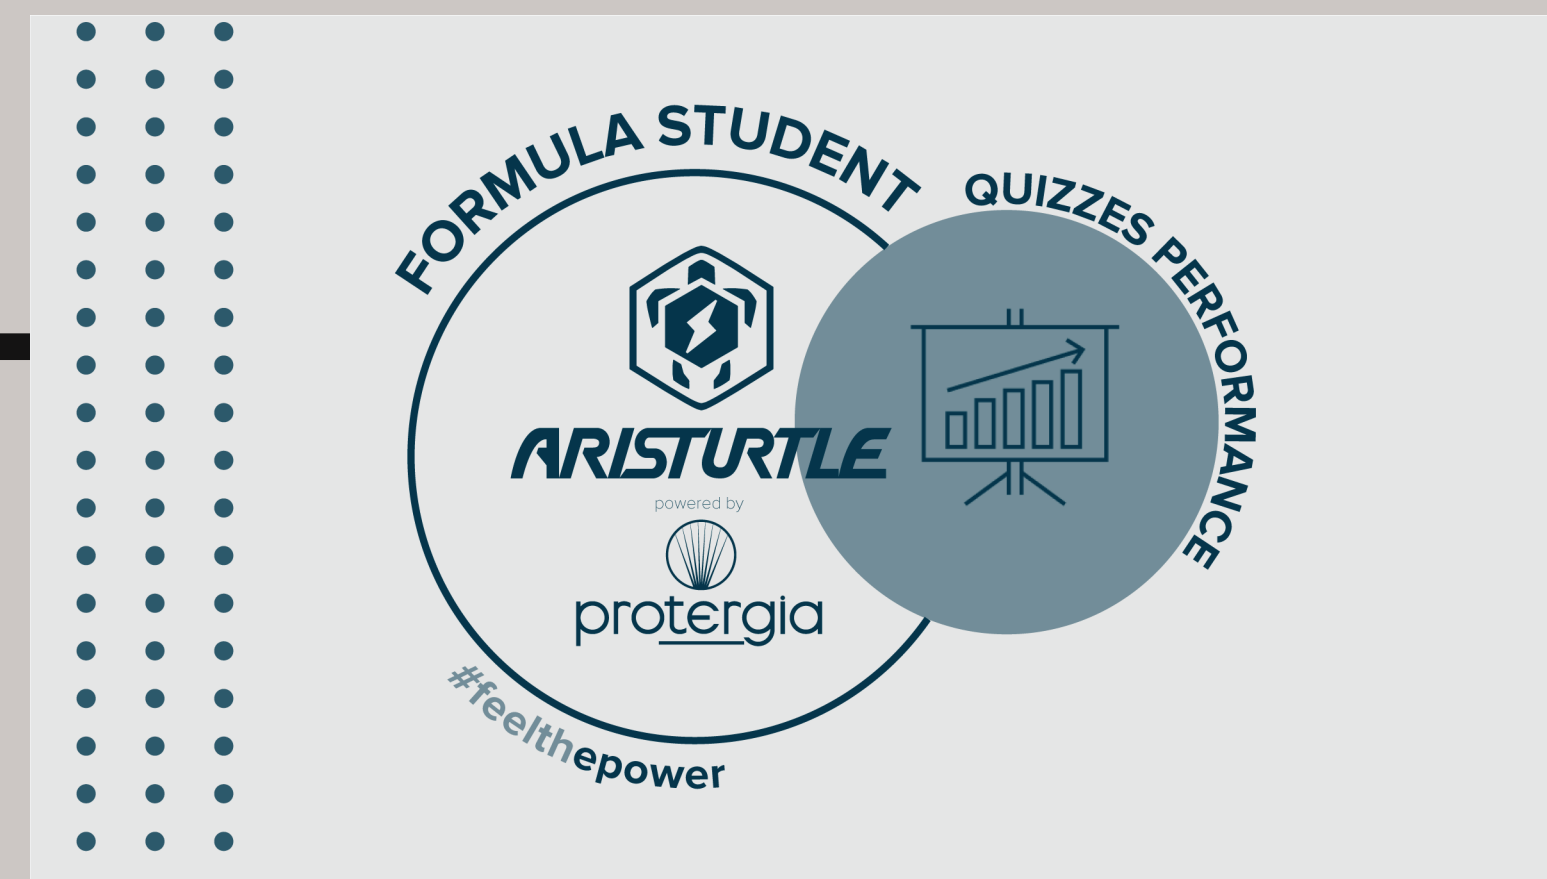 FORMULA STUDENT
QUIZZES PERFORMANCE
ARISTURTLE
powered by
protergia
#feelthepower